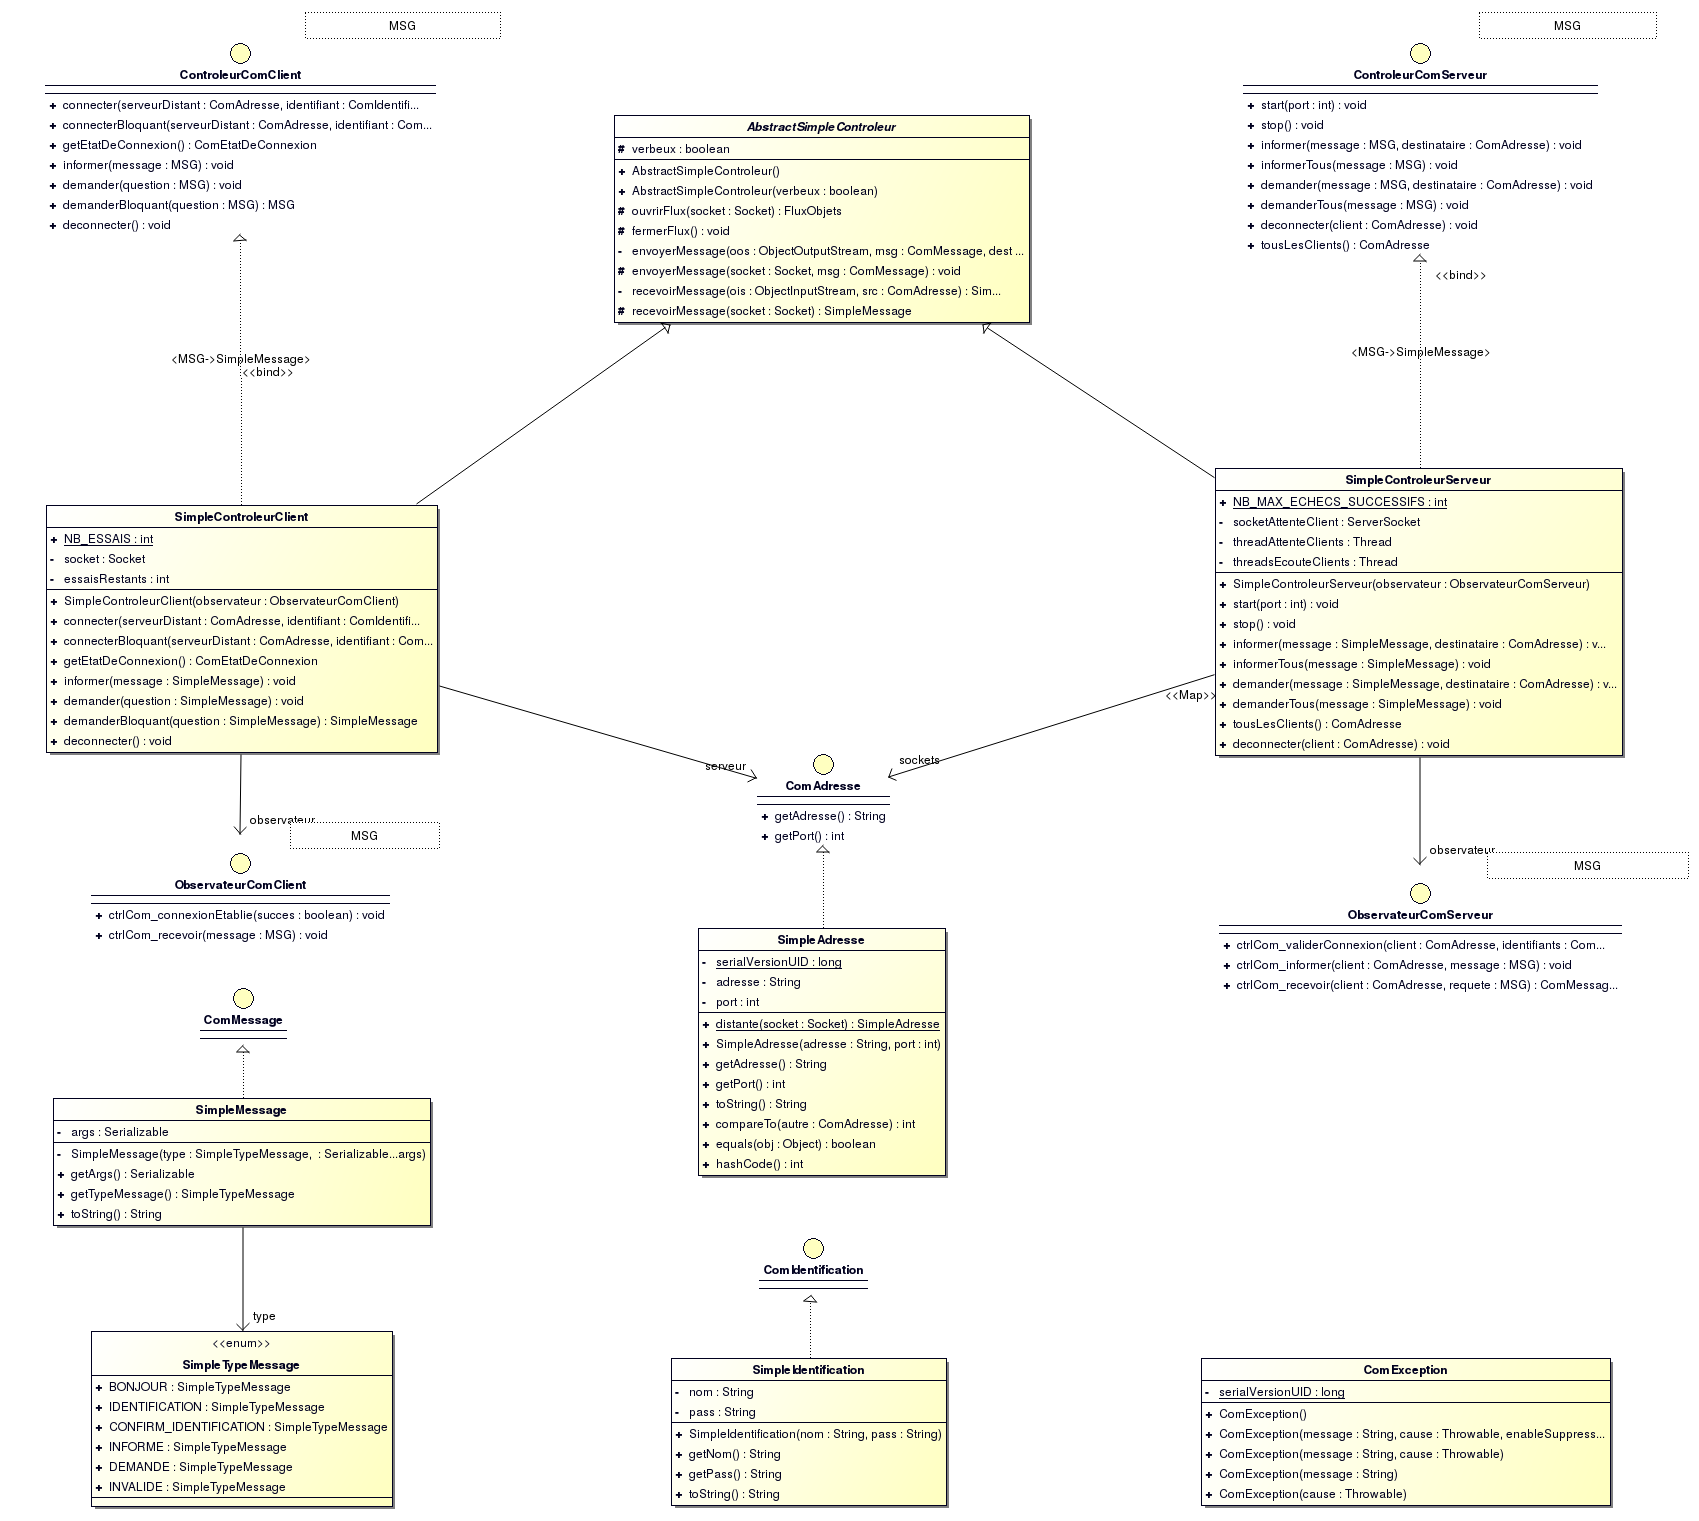 MSG
ControleurComClient
+ connecter(serveurDistant : ComAdresse, identifiant : ComIdentifi...
+ connecterBloquant(serveurDistant : ComAdresse, identifiant : Com...
+ getEtatDeConnexion() : ComEtatDeConnexion
+ informer(message : MSG) : void
+ demander(question : MSG) : void
+ demanderBloquant(question : MSG) : MSG
+ deconnecter() : void
AbstractSimpleControleur
# verbeux : boolean
+ AbstractSimpleControleur()
+ AbstractSimpleControleur(verbeux : boolean)
# ouvrirFlux(socket : Socket) : FluxObjets
# fermerFlux() : void
- envoyerMessage(oos : ObjectOutputStream, msg : ComMessage, dest ...
# envoyerMessage(socket : Socket, msg : ComMessage) : void
- recevoirMessage(ois : ObjectInputStream, src : ComAdresse) : Sim...
# recevoirMessage(socket : Socket) : SimpleMessage
MSG
ControleurComServeur
+ start(port : int) : void
+ stop() : void
+ informer(message : MSG, destinataire : ComAdresse) : void
+ informerTous(message : MSG) : void
+ demander(message : MSG, destinataire : ComAdresse) : void
+ demanderTous(message : MSG) : void
+ deconnecter(client : ComAdresse) : void
+ tousLesClients() : ComAdresse
<<bind>>
<MSG->SimpleMessage>
<MSG->SimpleMessage>
<<bind>>
SimpleControleurClient
+ NB_ESSAIS : int
- socket : Socket
- essaisRestants : int
+ SimpleControleurClient(observateur : ObservateurComClient)
+ connecter(serveurDistant : ComAdresse, identifiant : ComIdentifi...
+ connecterBloquant(serveurDistant : ComAdresse, identifiant : Com...
+ getEtatDeConnexion() : ComEtatDeConnexion
+ informer(message : SimpleMessage) : void
+ demander(question : SimpleMessage) : void
+ demanderBloquant(question : SimpleMessage) : SimpleMessage
+ deconnecter() : void
SimpleControleurServeur
+ NB_MAX_ECHECS_SUCCESSIFS : int
- socketAttenteClient : ServerSocket
- threadAttenteClients : Thread
- threadsEcouteClients : Thread
+ SimpleControleurServeur(observateur : ObservateurComServeur)
+ start(port : int) : void
+ stop() : void
+ informer(message : SimpleMessage, destinataire : ComAdresse) : v...
+ informerTous(message : SimpleMessage) : void
+ demander(message : SimpleMessage, destinataire : ComAdresse) : v...
+ demanderTous(message : SimpleMessage) : void
+ tousLesClients() : ComAdresse
+ deconnecter(client : ComAdresse) : void
<<Map>>
serveur
sockets
ComAdresse
+ getAdresse() : String
+ getPort() : int
observateur
MSG
ObservateurComClient
+ ctrlCom_connexionEtablie(succes : boolean) : void
+ ctrlCom_recevoir(message : MSG) : void
observateur
MSG
ObservateurComServeur
+ ctrlCom_validerConnexion(client : ComAdresse, identifiants : Com...
+ ctrlCom_informer(client : ComAdresse, message : MSG) : void
+ ctrlCom_recevoir(client : ComAdresse, requete : MSG) : ComMessag...
SimpleAdresse
- serialVersionUID : long
- adresse : String
- port : int
+ distante(socket : Socket) : SimpleAdresse
+ SimpleAdresse(adresse : String, port : int)
+ getAdresse() : String
+ getPort() : int
+ toString() : String
+ compareTo(autre : ComAdresse) : int
+ equals(obj : Object) : boolean
+ hashCode() : int
ComMessage
SimpleMessage
- args : Serializable
- SimpleMessage(type : SimpleTypeMessage,  : Serializable...args)
+ getArgs() : Serializable
+ getTypeMessage() : SimpleTypeMessage
+ toString() : String
type
<<enum>>
SimpleTypeMessage
+ BONJOUR : SimpleTypeMessage
+ IDENTIFICATION : SimpleTypeMessage
+ CONFIRM_IDENTIFICATION : SimpleTypeMessage
+ INFORME : SimpleTypeMessage
+ DEMANDE : SimpleTypeMessage
+ INVALIDE : SimpleTypeMessage
ComIdentification
SimpleIdentification
- nom : String
- pass : String
+ SimpleIdentification(nom : String, pass : String)
+ getNom() : String
+ getPass() : String
+ toString() : String
ComException
- serialVersionUID : long
+ ComException()
+ ComException(message : String, cause : Throwable, enableSuppress...
+ ComException(message : String, cause : Throwable)
+ ComException(message : String)
+ ComException(cause : Throwable)